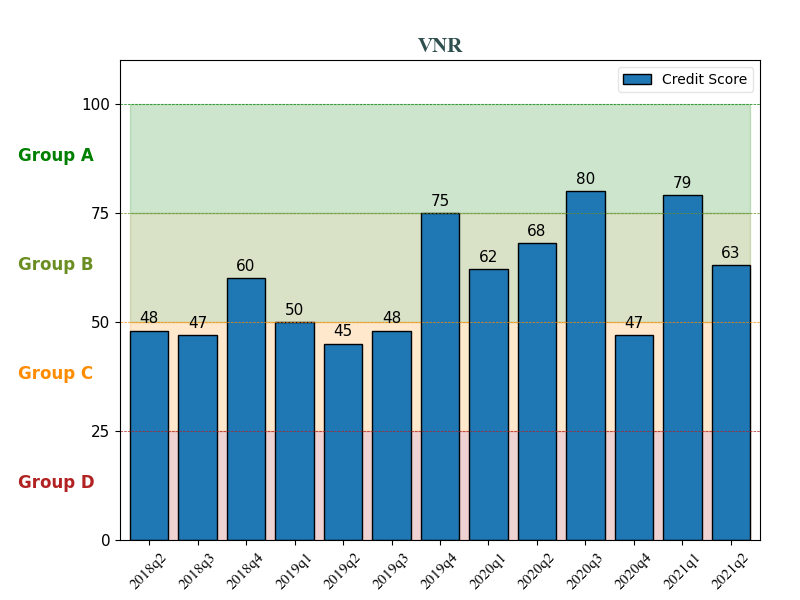 VNR
Credit Score
100
Group A
75
Group B
50
Group C
25
Group D
0
48
47
60
50
45
48
75
62
68
80
47
79
63
2018q2
2018q3
2018q4
2019q1
2019q2
2019q3
2019q4
2020q1
2020q2
2020q3
2020q4
2021q1
2021q2